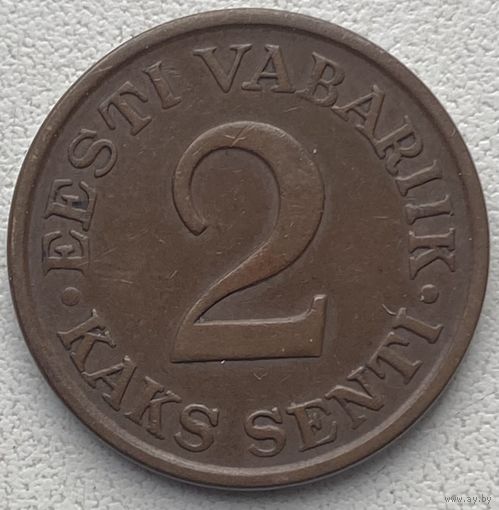 · EESTI VABARIIK ·
2
KAKS SENTI
www.ay.by